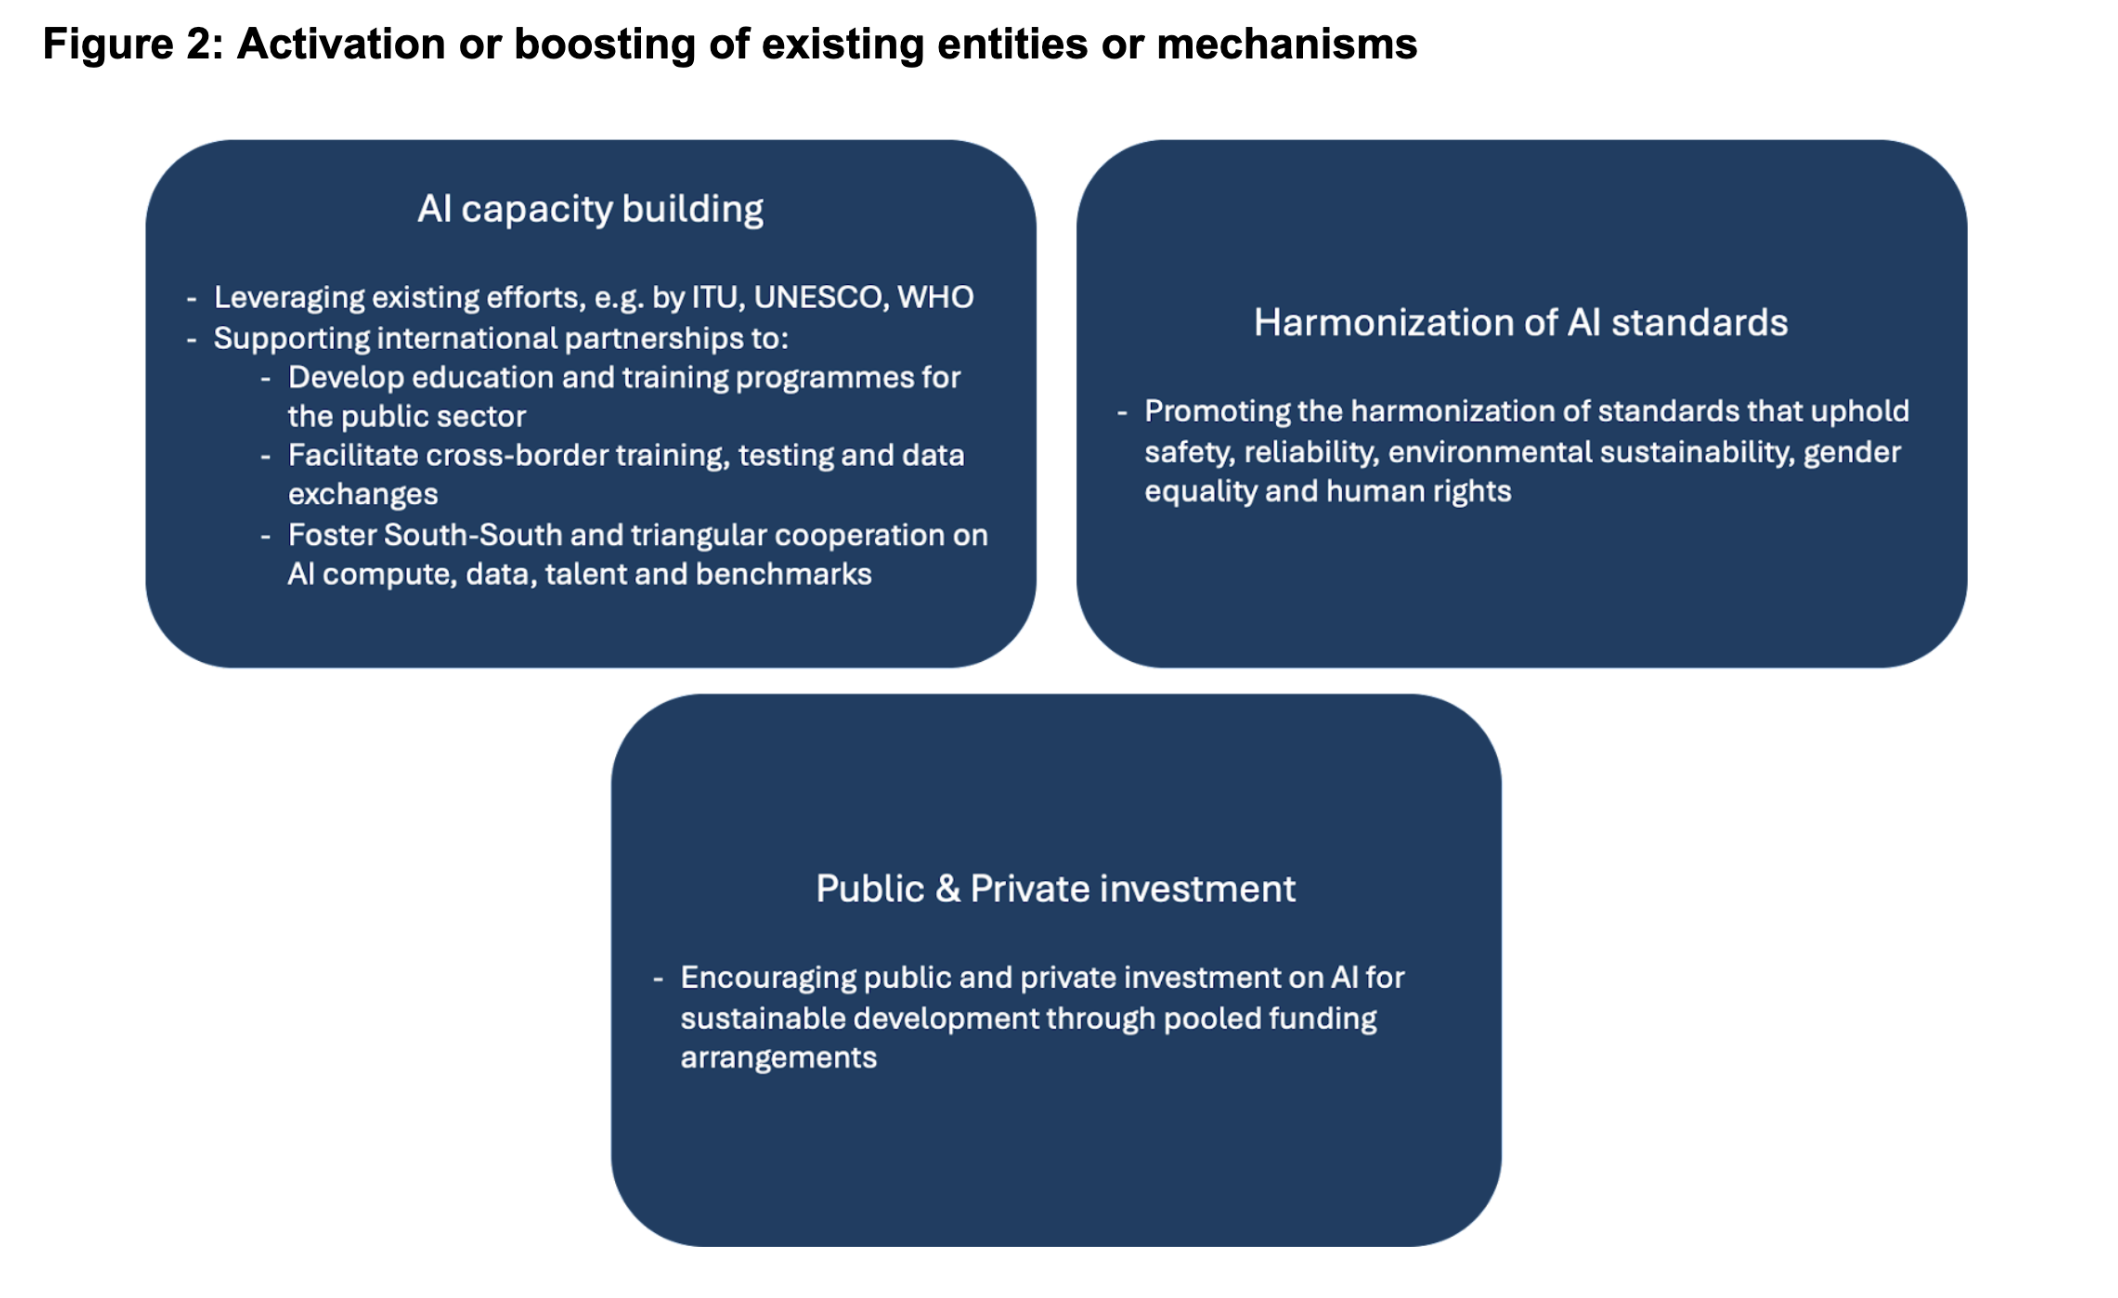 Figure 2: Activation or boosting of existing entities or mechanisms
AI capacity building
- Leveraging existing efforts, e.g. by ITU, UNESCO, WHO
- Supporting international partnerships to:
- Develop education and training programmes for
the public sector
- Facilitate cross-border training, testing and data
exchanges
- Foster South-South and triangular cooperation on
AI compute, data, talent and benchmarks
Harmonization of AI standards
- Promoting the harmonization of standards that uphold
safety, reliability, environmental sustainability, gender
equality and human rights
Public & Private investment
- Encouraging public and private investment on AI for
sustainable development through pooled funding
arrangements